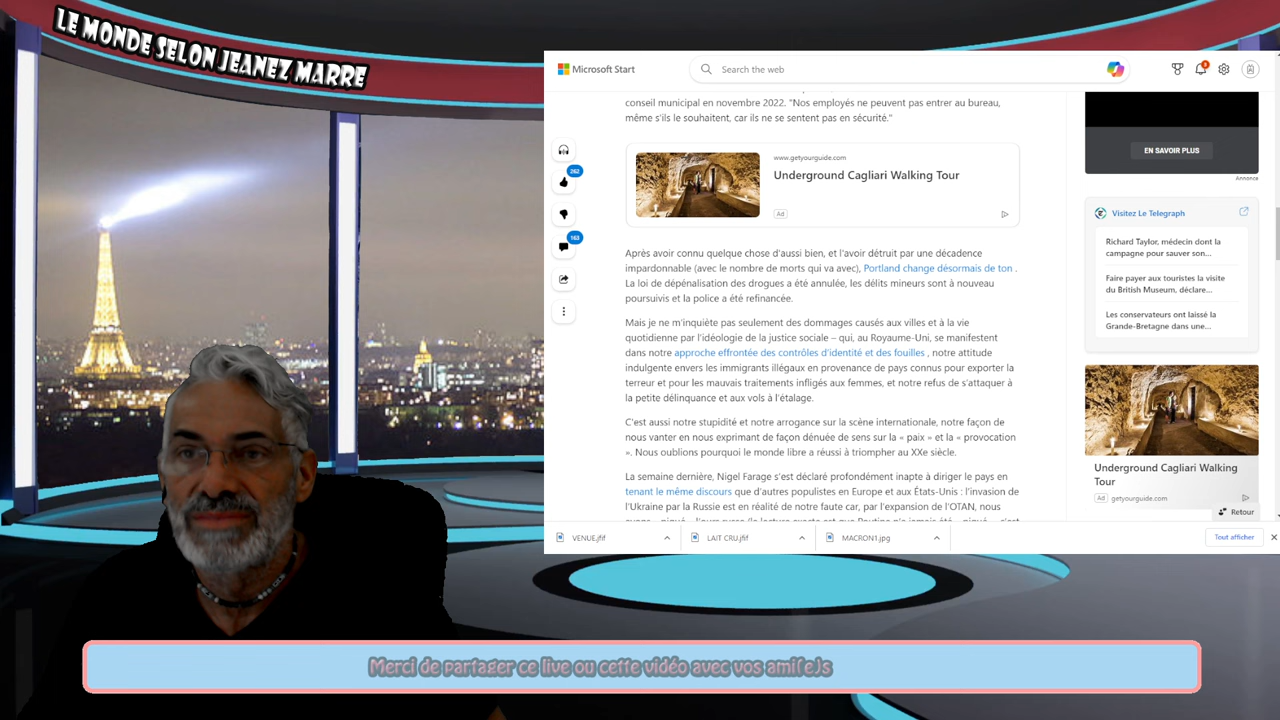 LE MONDE SELON JEANEZ MARRE
Microsoft Start
Search the web
3
conseil municipal en novembre 2022. "Nos employés ne peuvent pas entrer au bureau,
même s'ils le souhaitent, car ils ne se sentent pas en sécurité."
EN SAVOIR PLUS
Annonce
262
163
www.getyourguide.com
Underground Cagliari Walking Tour
Ad
Visitez Le Telegraph
Richard Taylor, médecin dont la
campagne pour sauver son...
Faire payer aux touristes la visite
du British Museum, déclare...
Les conservateurs ont laissé la
Grande-Bretagne dans une...
Après avoir connu quelque chose d'aussi bien, et l'avoir détruit par une décadence
impardonnable (avec le nombre de morts qui va avec), Portland change désormais de ton .
La loi de dépénalisation des drogues a été annulée, les délits mineurs sont à nouveau
poursuivis et la police a été refinancée.
Mais je ne m'inquiète pas seulement des dommages causés aux villes et à la vie
quotidienne par l'idéologie de la justice sociale – qui, au Royaume-Uni, se manifestent
dans notre approche effrontée des contrôles d'identité et des fouilles , notre attitude
indulgente envers les immigrants illégaux en provenance de pays connus pour exporter la
terreur et pour les mauvais traitements infligés aux femmes, et notre refus de s'attaquer à
la petite délinquance et aux vols à l'étalage.
C'est aussi notre stupidité et notre arrogance sur la scène internationale, notre façon de
nous vanter en nous exprimant de façon dénuée de sens sur la « paix » et la « provocation
». Nous oublions pourquoi le monde libre a réussi à triompher au XXe siècle.
La semaine dernière, Nigel Farage s'est déclaré profondément inapte à diriger le pays en
tenant le même discours que d'autres populistes en Europe et aux États-Unis : l'invasion de
l'Ukraine par la Russie est en réalité de notre faute car, par l'expansion de l'OTAN, nous
Underground Cagliari Walking
Tour
Ad getyourguide.com
Retour
VENUE.jfif
LAIT CRU.jfif
MACRON1.jpg
Tout afficher
Merci de partager ce live ou cette vidéo avec vos ami(e)s